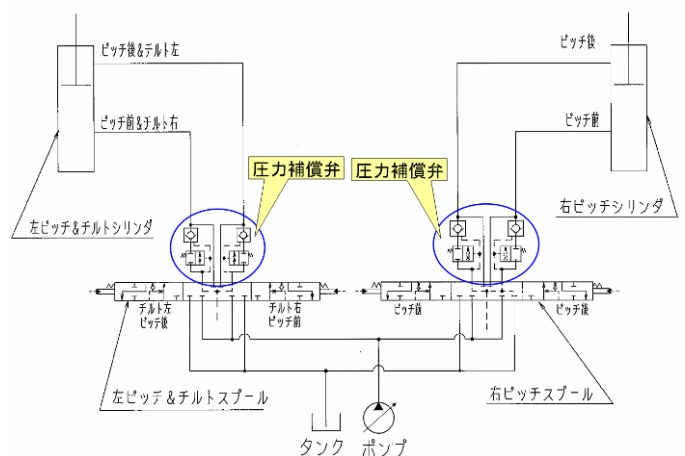 ピッチ後&チルト左
ピッチ後
ピッチ前&チルト右
ピッチ前
圧力補償弁
圧力補償弁
左ピッチ&チルトシリンダ
右ピッチシリンダ
チルト左
ピッチ後
チルト右
ピッチ前
ピッチ前
ピッチ後
左ピッチ&チルトスプール
右ピッチスプール
タンク
ポンプ